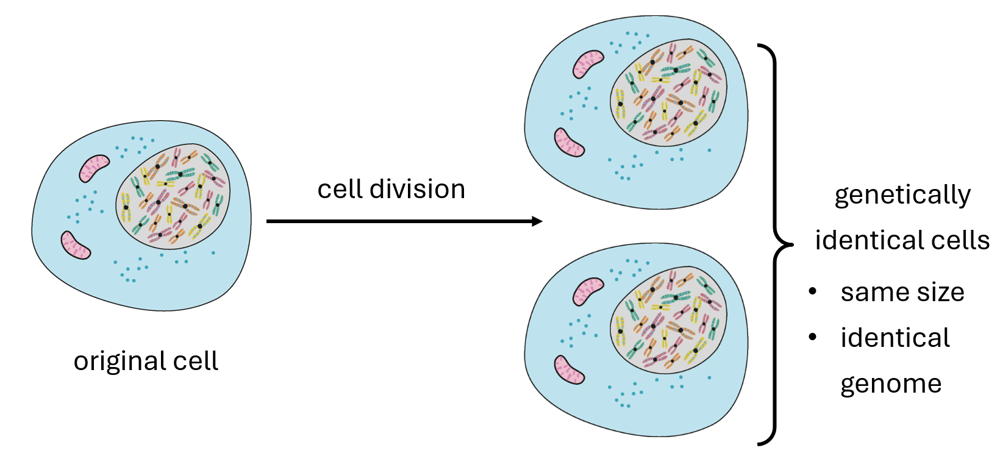 original cell
cell division
genetically
identical cells
• same size
• identical
genome